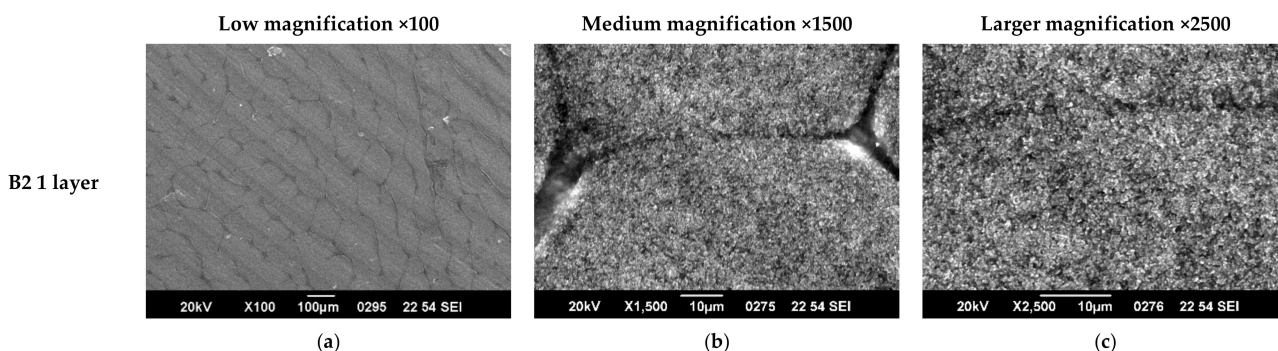 Low magnification ×100 Medium magnification ×1500 Larger magnification ×2500
B2 1 layer
20kV X100 100µm 0295 22 54 SEI 20kV X1,500 10µm 0275 22 54 SEI 20kV X2,500 10µm 0276 22 54 SEI
(a) (b) (c)